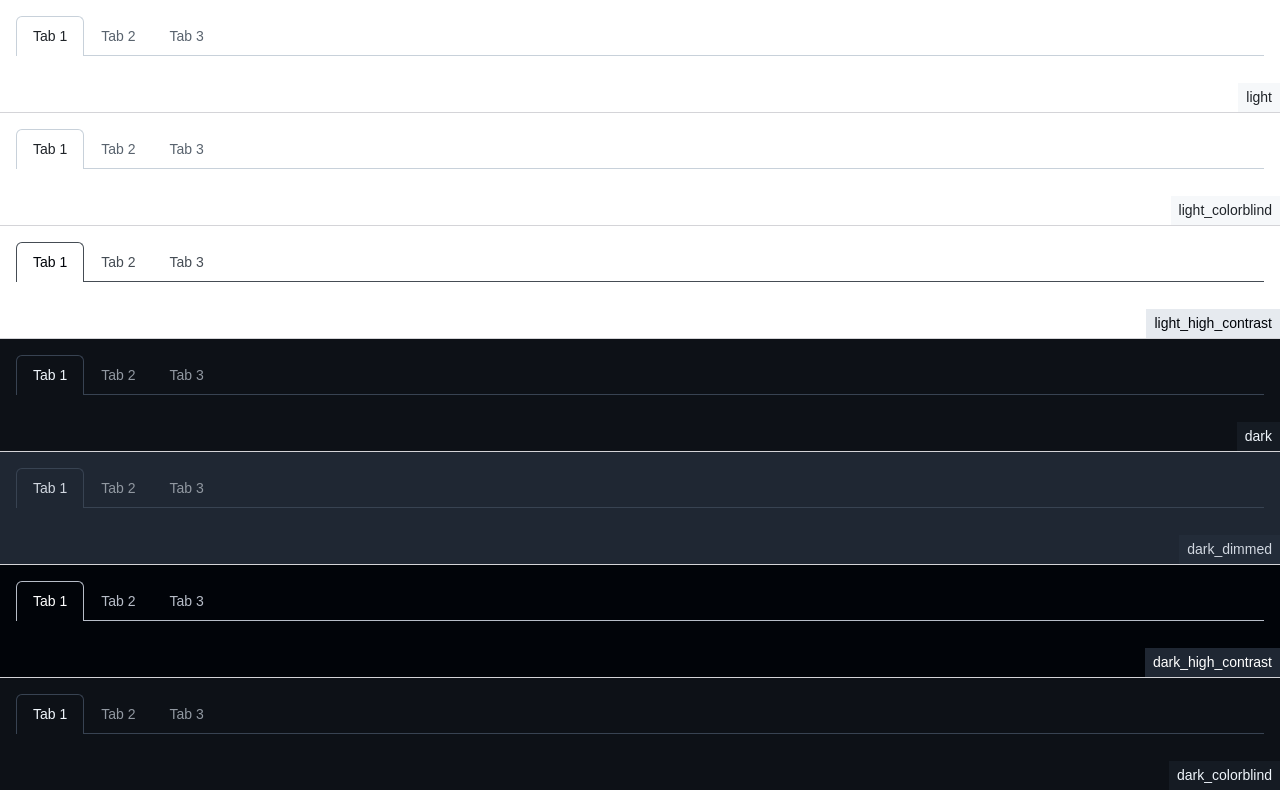 Tab 1 Tab 2 Tab 3
light
Tab 1 Tab 2 Tab 3
light_colorblind
Tab 1 Tab 2 Tab 3
light_high_contrast
Tab 1 Tab 2 Tab 3
dark
Tab 1 Tab 2 Tab 3
dark_dimmed
Tab 1 Tab 2 Tab 3
dark_high_contrast
Tab 1 Tab 2 Tab 3
dark_colorblind